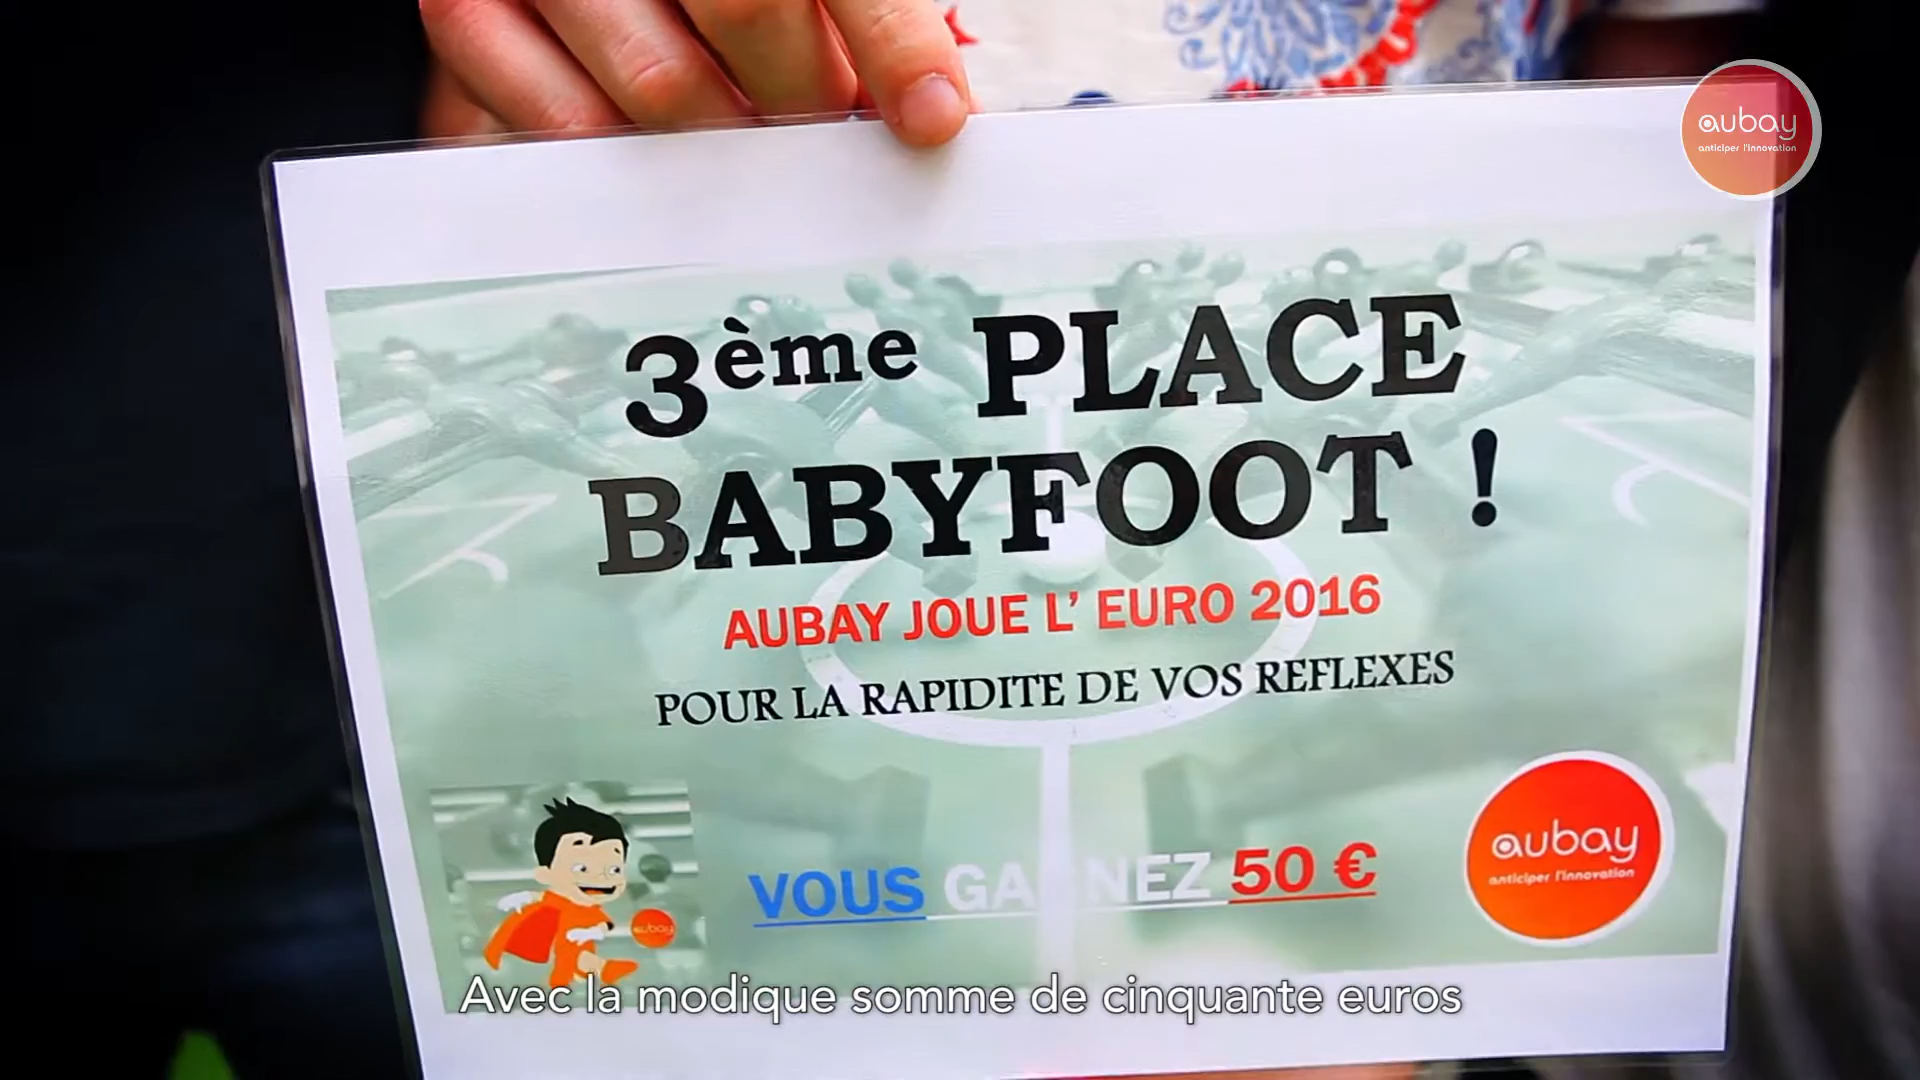 aubay
anticiper l'innovation
3ème PLACE
BABYFOOT !
AUBAY JOUE L' EURO 2016
POUR LA RAPIDITE DE VOS REFLEXES
VOUS GAGNEZ 50 €
aubay
anticiper l'innovation
aubay
Avec la modique somme de cinquante euros